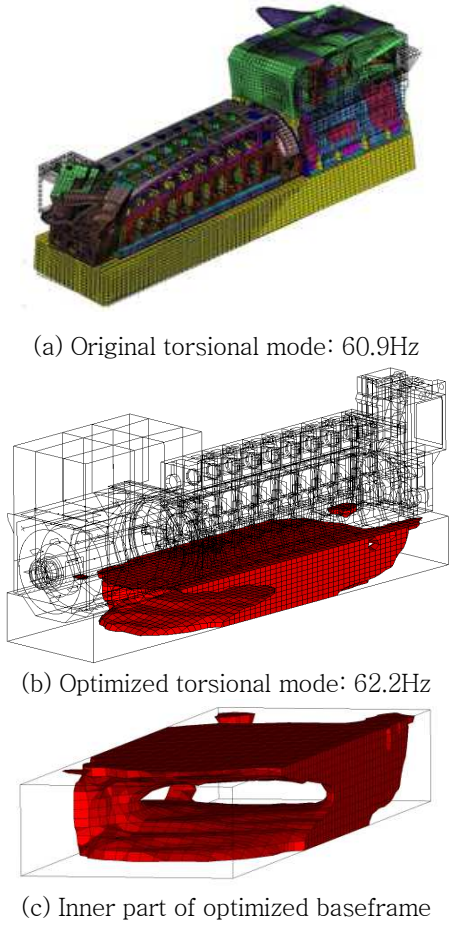 (a) Original torsional mode: 60.9Hz
(b) Optimized torsional mode: 62.2Hz
(c) Inner part of optimized baseframe